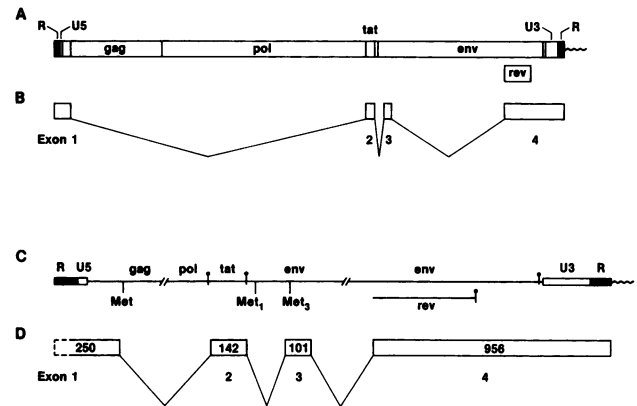 A
R U5 tat U3 R
gag pol env
rev
B
Exon 1 2 3 4
C
R U5 gag pol tat env env U3 R
Met Met1 Met3 rev
D
250 142 101 956
Exon 1 2 3 4